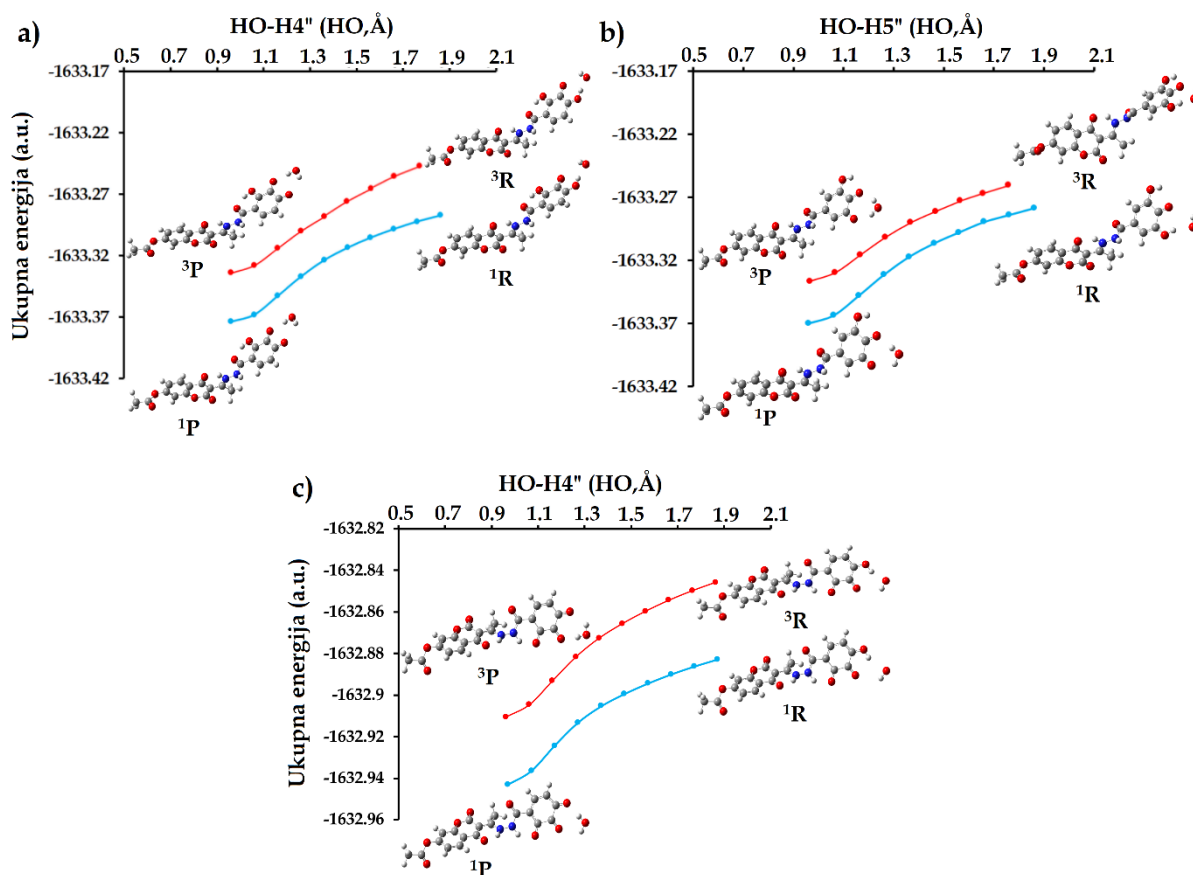 a)
HO-H4" (HO,Å)
0.5 0.7 0.9 1.1 1.3 1.5 1.7 1.9 2.1
Ukupna energija (a.u.)
-1633.17
-1633.22
-1633.27
-1633.32
-1633.37
-1633.42
³R
¹R
³P
¹P
b)
HO-H5" (HO,Å)
0.5 0.7 0.9 1.1 1.3 1.5 1.7 1.9 2.1
Ukupna energija (a.u.)
-1633.17
-1633.22
-1633.27
-1633.32
-1633.37
-1633.42
³R
¹R
³P
¹P
c)
HO-H4" (HO,Å)
0.5 0.7 0.9 1.1 1.3 1.5 1.7 1.9 2.1
Ukupna energija (a.u.)
-1632.82
-1632.84
-1632.86
-1632.88
-1632.9
-1632.92
-1632.94
-1632.96
³R
¹R
³P
¹P